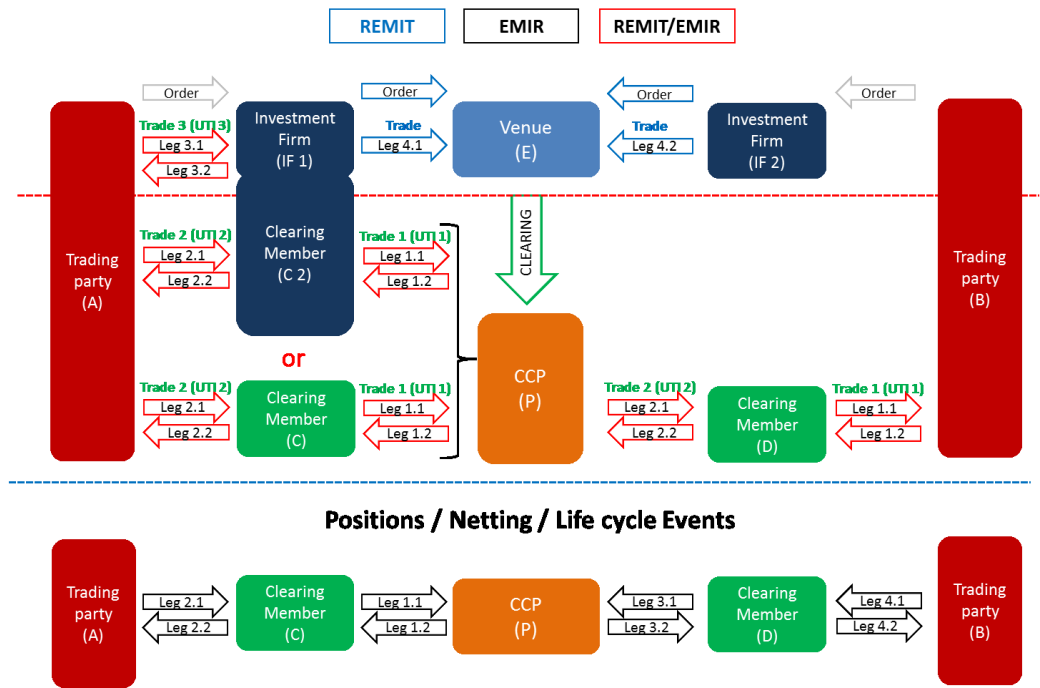 REMIT
EMIR
REMIT/EMIR
Order
Order
Order
Order
Trade 3 (UTI 3)
Leg 3.1
Leg 3.2
Investment
Firm
(IF 1)
Trade
Leg 4.1
Venue
(E)
Trade
Leg 4.2
Investment
Firm
(IF 2)
Trading
party
(A)
Trade 2 (UTI 2)
Leg 2.1
Leg 2.2
Clearing
Member
(C 2)
Trade 1 (UTI 1)
Leg 1.1
Leg 1.2
CLEARING
Trading
party
(B)
or
CCP
(P)
Trade 2 (UTI 2)
Leg 2.1
Leg 2.2
Clearing
Member
(C)
Trade 1 (UTI 1)
Leg 1.1
Leg 1.2
Trade 2 (UTI 2)
Leg 2.1
Leg 2.2
Clearing
Member
(D)
Trade 1 (UTI 1)
Leg 1.1
Leg 1.2
Positions / Netting / Life cycle Events
Trading
party
(A)
Leg 2.1
Leg 2.2
Clearing
Member
(C)
Leg 1.1
Leg 1.2
CCP
(P)
Leg 3.1
Leg 3.2
Clearing
Member
(D)
Leg 4.1
Leg 4.2
Trading
party
(B)